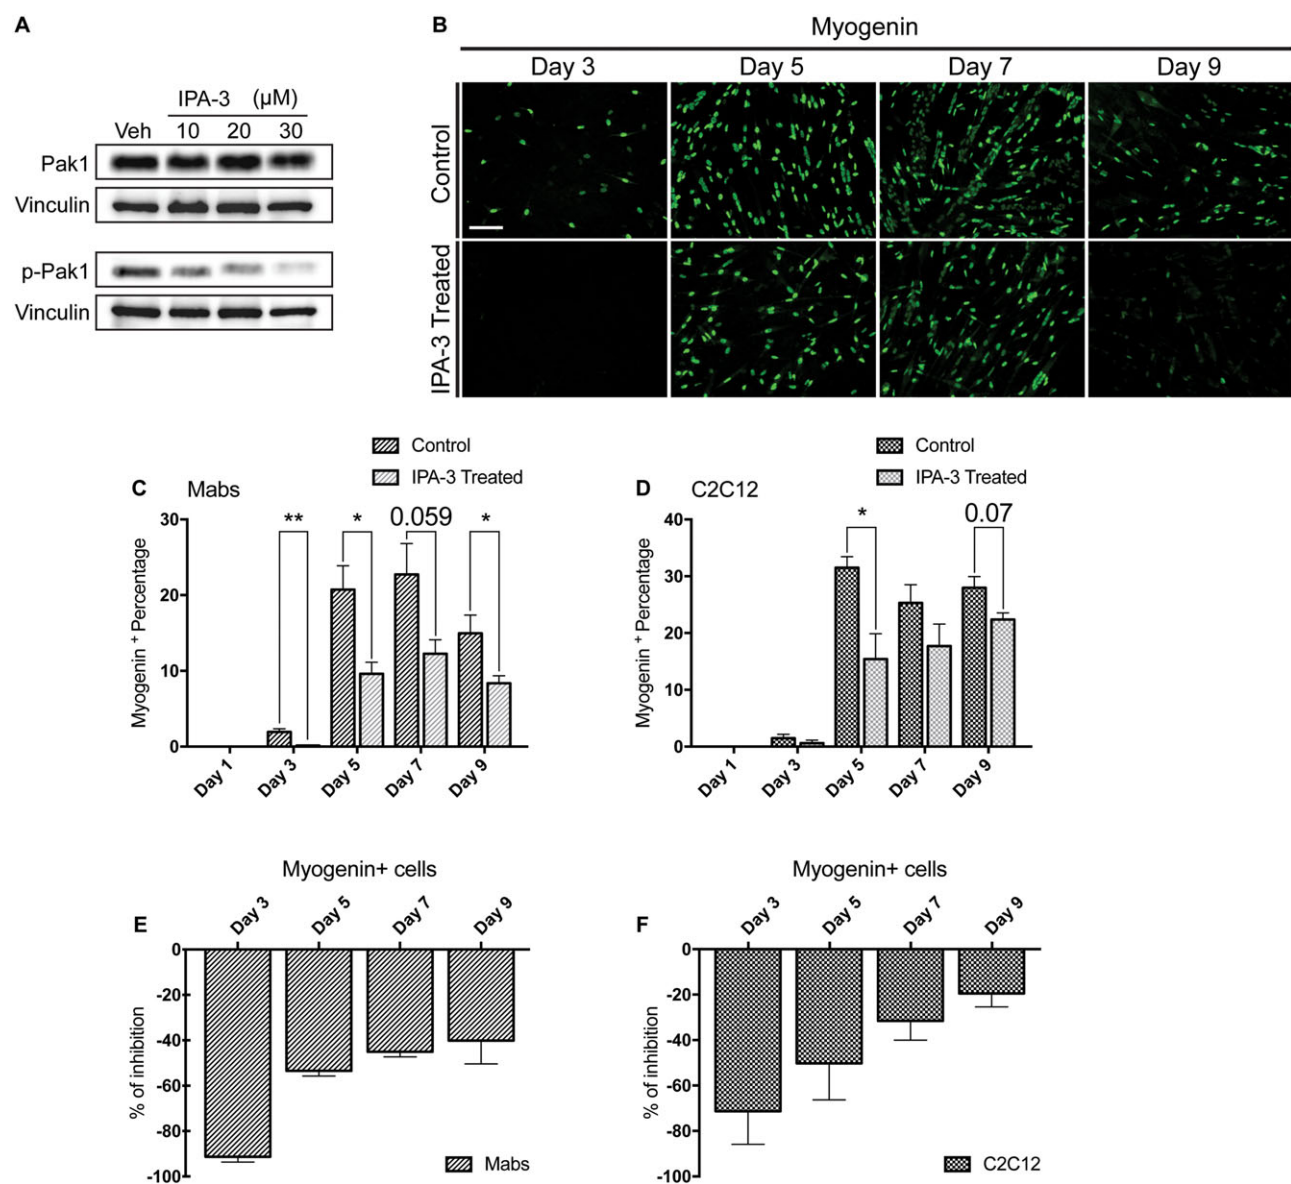 A
IPA-3 (µM)
Veh 10 20 30
Pak1
Vinculin
p-Pak1
Vinculin
B
Myogenin
Day 3 Day 5 Day 7 Day 9
Control
IPA-3 Treated
C Mabs
Control
IPA-3 Treated
Myogenin + Percentage
30
20
10
0
** * 0.059 *
Day 1 Day 3 Day 5 Day 7 Day 9
D C2C12
Control
IPA-3 Treated
Myogenin + Percentage
40
30
20
10
0
* 0.07
Day 1 Day 3 Day 5 Day 7 Day 9
E
Myogenin+ cells
Day 3 Day 5 Day 7 Day 9
% of inhibition
0
-20
-40
-60
-80
-100
Mabs
F
Myogenin+ cells
Day 3 Day 5 Day 7 Day 9
% of inhibition
0
-20
-40
-60
-80
-100
C2C12